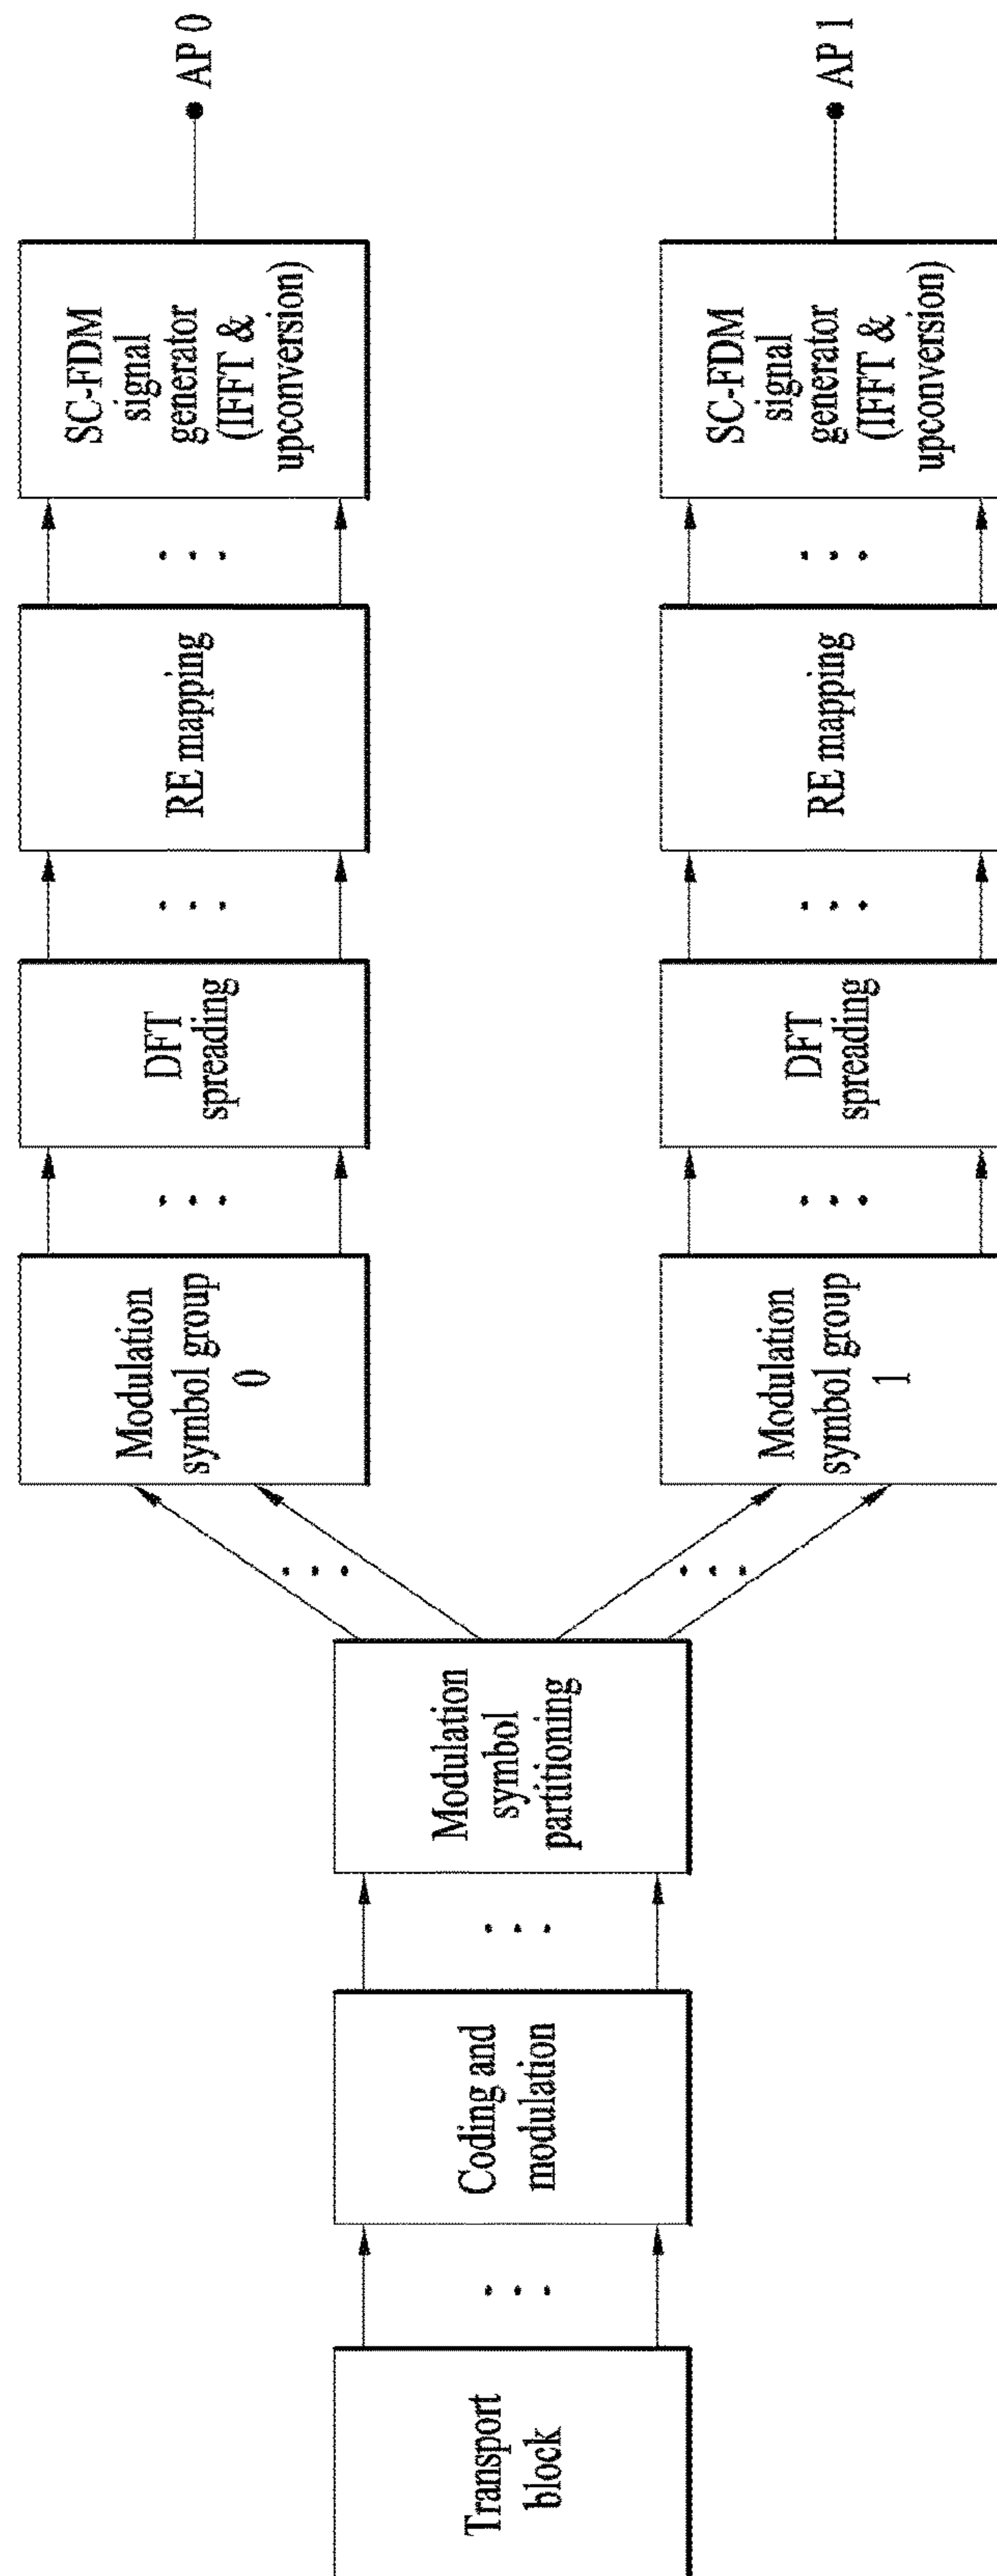 Transport
block
Coding and
modulation
Modulation
symbol
partitioning
Modulation
symbol group
0
DFT
spreading
RE mapping
SC-FDM
signal
generator
(IFFT &
upconversion)
AP 0
Modulation
symbol group
1
DFT
spreading
RE mapping
SC-FDM
signal
generator
(IFFT &
upconversion)
AP 1